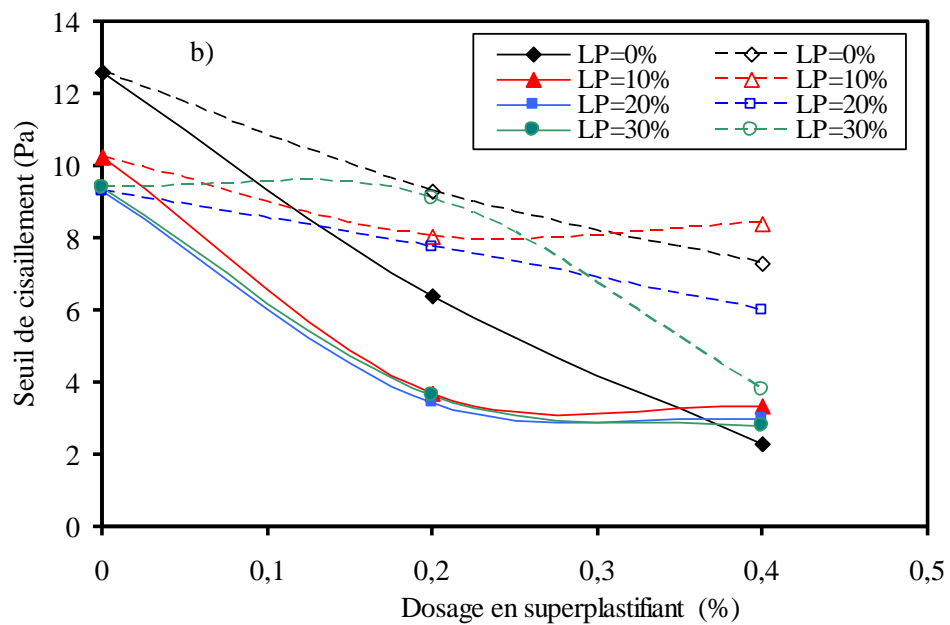 14
12
10
8
6
4
2
0
Seuil de cisaillement (Pa)
b)
LP=0% LP=0%
LP=10% LP=10%
LP=20% LP=20%
LP=30% LP=30%
0 0,1 0,2 0,3 0,4 0,5
Dosage en superplastifiant (%)